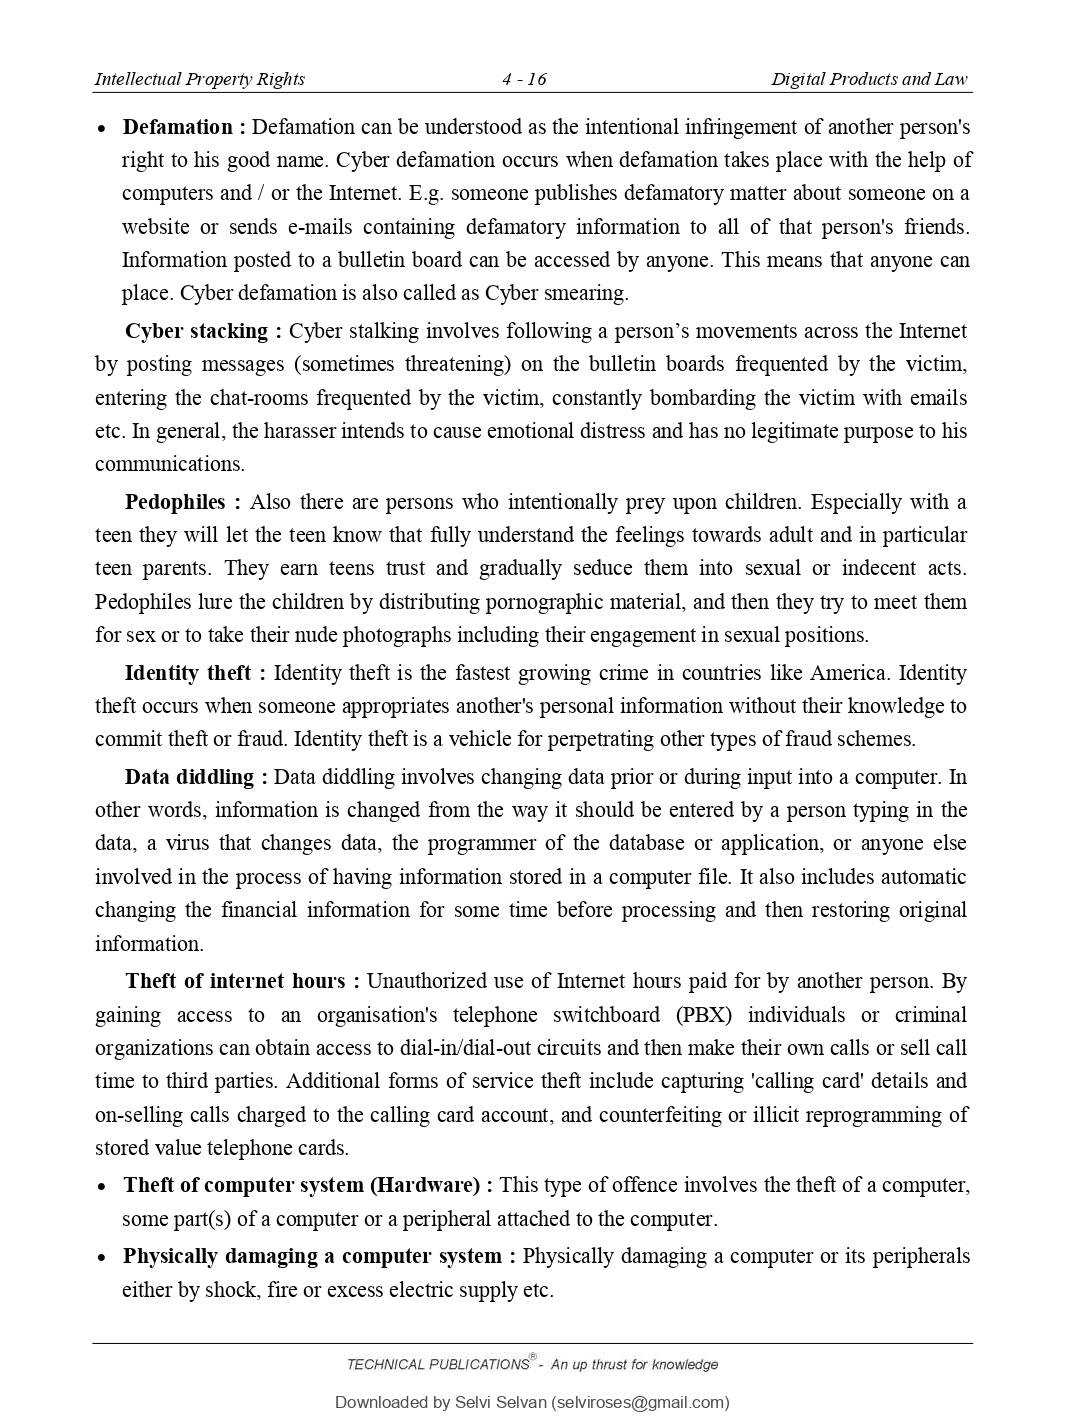 Intellectual Property Rights 4 - 16 Digital Products and Law
• Defamation : Defamation can be understood as the intentional infringement of another person's
right to his good name. Cyber defamation occurs when defamation takes place with the help of
computers and / or the Internet. E.g. someone publishes defamatory matter about someone on a
website or sends e-mails containing defamatory information to all of that person's friends.
Information posted to a bulletin board can be accessed by anyone. This means that anyone can
place. Cyber defamation is also called as Cyber smearing.
Cyber stacking : Cyber stalking involves following a person’s movements across the Internet
by posting messages (sometimes threatening) on the bulletin boards frequented by the victim,
entering the chat-rooms frequented by the victim, constantly bombarding the victim with emails
etc. In general, the harasser intends to cause emotional distress and has no legitimate purpose to his
communications.
Pedophiles : Also there are persons who intentionally prey upon children. Especially with a
teen they will let the teen know that fully understand the feelings towards adult and in particular
teen parents. They earn teens trust and gradually seduce them into sexual or indecent acts.
Pedophiles lure the children by distributing pornographic material, and then they try to meet them
for sex or to take their nude photographs including their engagement in sexual positions.
Identity theft : Identity theft is the fastest growing crime in countries like America. Identity
theft occurs when someone appropriates another's personal information without their knowledge to
commit theft or fraud. Identity theft is a vehicle for perpetrating other types of fraud schemes.
Data diddling : Data diddling involves changing data prior or during input into a computer. In
other words, information is changed from the way it should be entered by a person typing in the
data, a virus that changes data, the programmer of the database or application, or anyone else
involved in the process of having information stored in a computer file. It also includes automatic
changing the financial information for some time before processing and then restoring original
information.
Theft of internet hours : Unauthorized use of Internet hours paid for by another person. By
gaining access to an organisation's telephone switchboard (PBX) individuals or criminal
organizations can obtain access to dial-in/dial-out circuits and then make their own calls or sell call
time to third parties. Additional forms of service theft include capturing 'calling card' details and
on-selling calls charged to the calling card account, and counterfeiting or illicit reprogramming of
stored value telephone cards.
• Theft of computer system (Hardware) : This type of offence involves the theft of a computer,
some part(s) of a computer or a peripheral attached to the computer.
• Physically damaging a computer system : Physically damaging a computer or its peripherals
either by shock, fire or excess electric supply etc.
TECHNICAL PUBLICATIONS® - An up thrust for knowledge
Downloaded by Selvi Selvan (selviroses@gmail.com)